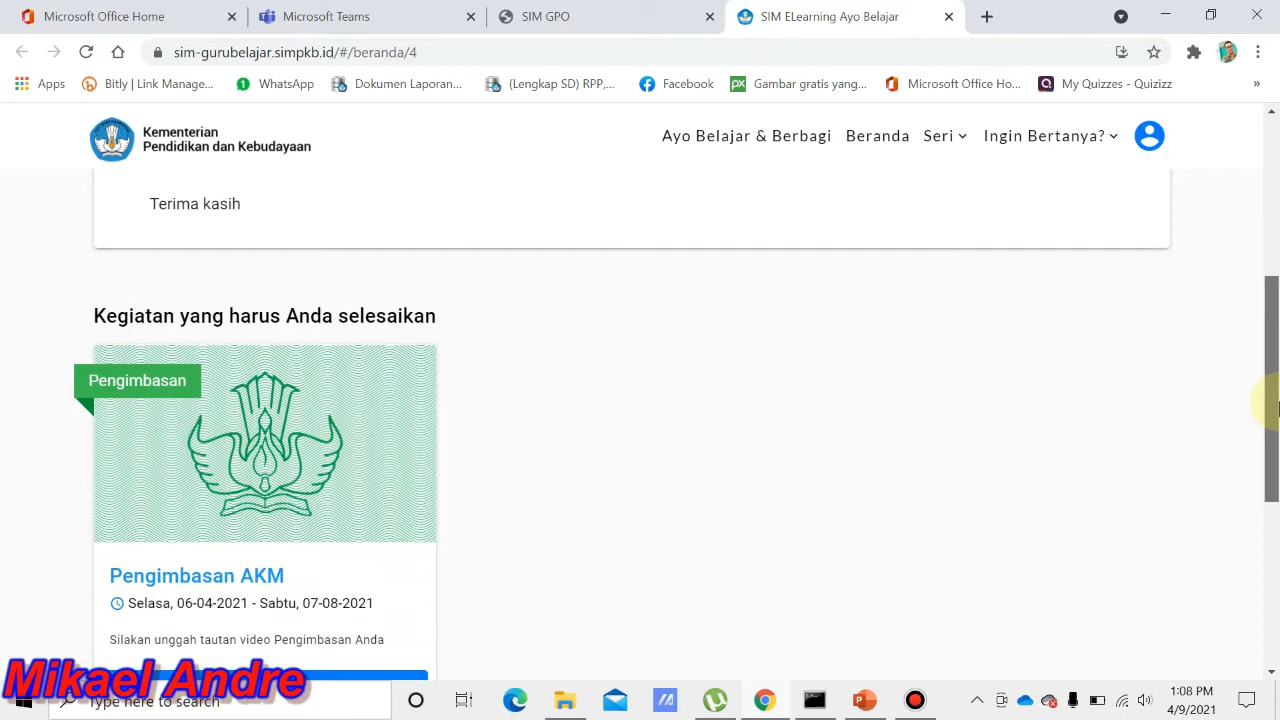 Microsoft Office Home
Microsoft Teams
SIM GPO
SIM ELearning Ayo Belajar
sim-gurubelajar.simpkb.id/#/beranda/4
Apps
Bitly | Link Manage...
WhatsApp
Dokumen Laporan...
(Lengkap SD) RPP,...
Facebook
px
Gambar gratis yang...
Microsoft Office Ho...
My Quizzes - Quizizz
»
Kementerian
Pendidikan dan Kebudayaan
Ayo Belajar & Berbagi
Beranda
Seri
Ingin Bertanya?
Terima kasih
Kegiatan yang harus Anda selesaikan
Pengimbasan
Pengimbasan AKM
Selasa, 06-04-2021 - Sabtu, 07-08-2021
Silakan unggah tautan video Pengimbasan Anda
Mikael Andre
Type here to search
1:08 PM
4/9/2021